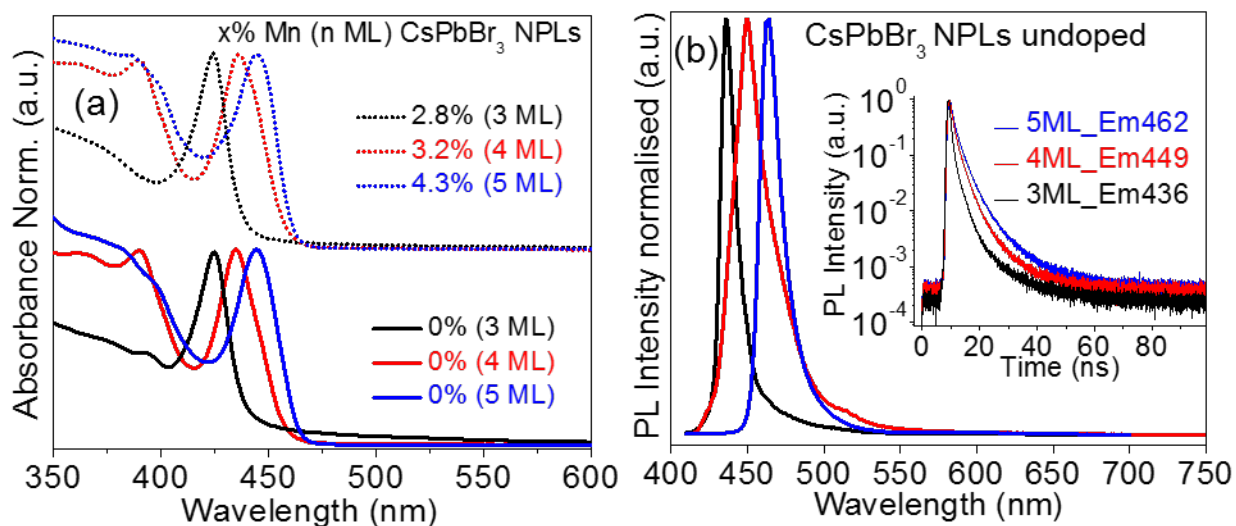 x% Mn (n ML) CsPbBr₃ NPLs
(a)
2.8% (3 ML)
3.2% (4 ML)
4.3% (5 ML)
0% (3 ML)
0% (4 ML)
0% (5 ML)
Absorbance Norm. (a.u.)
350 400 450 500 550 600
Wavelength (nm)
(b)
CsPbBr₃ NPLs undoped
PL Intensity normalised (a.u.)
400 450 500 550 600 650 700 750
Wavelength (nm)
5ML_Em462
4ML_Em449
3ML_Em436
PL Intensity (a.u.)
10⁰
10⁻¹
10⁻²
10⁻³
10⁻⁴
0 20 40 60 80
Time (ns)